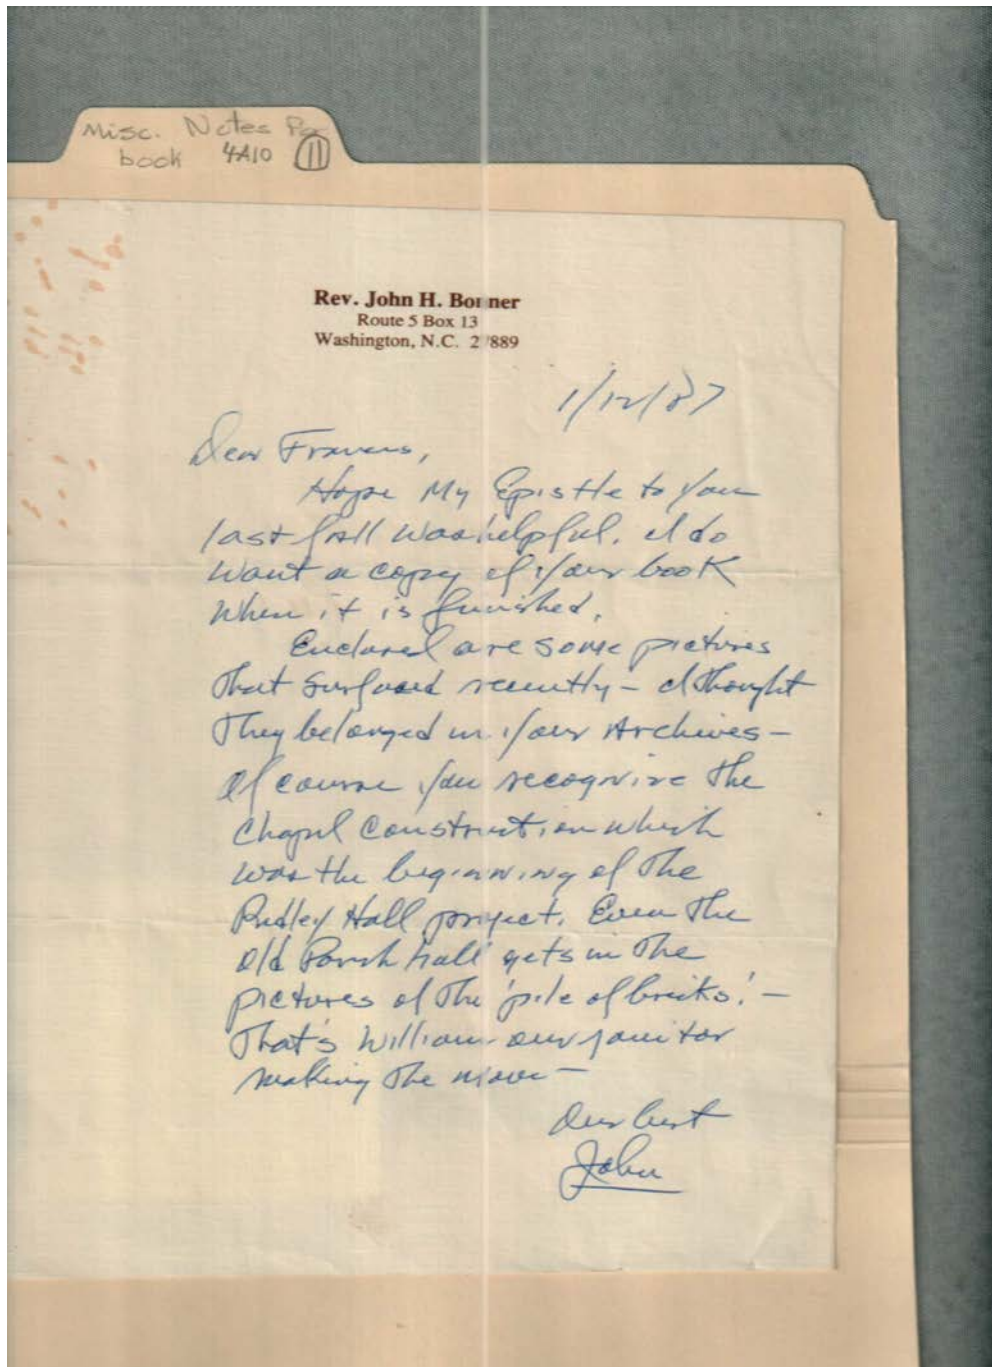 Misc. Notes For
book 4A10 11
Rev. John H. Bonner
Route 5 Box 13
Washington, N.C. 27889
1/12/87
Dear Frances,
Hope My Epistle to you
last fall was helpful. I do
want a copy of your book
when it is finished.
Enclosed are some pictures
that surfaced recently – I thought
they belonged in your Archives –
Of course you recognize the
Chapel Construction which
was the beginning of the
Hall project. Even the
old Parish hall gets in the
pictures of the 'pile of bricks'! –
That's William our janitor
making the move –
Our best
John